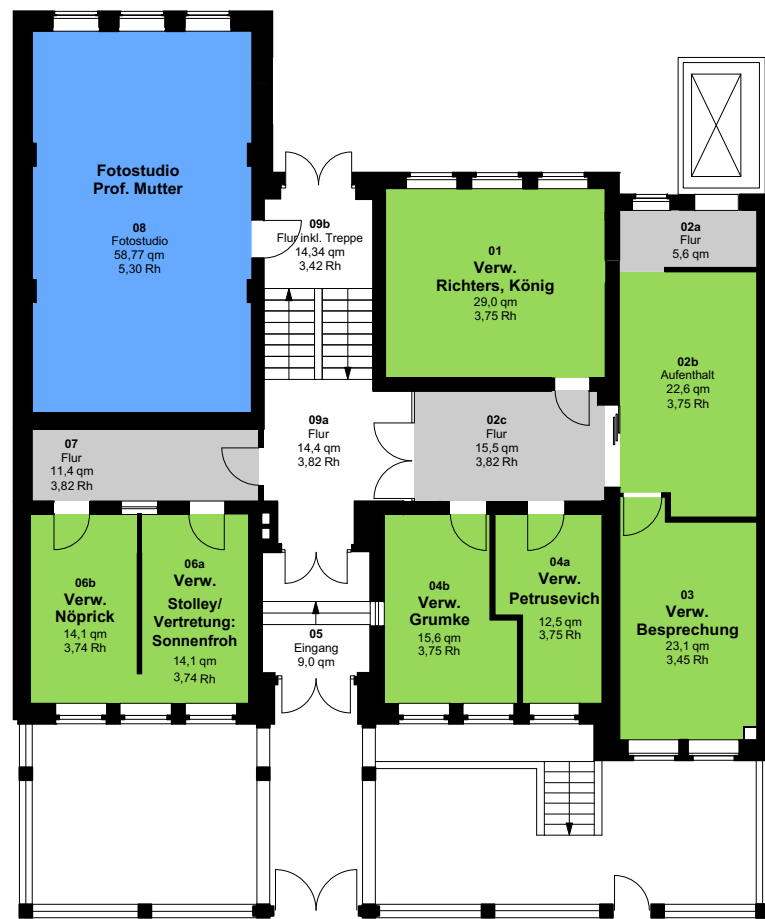 Fotostudio
Prof. Mutter
08
Fotostudio
58,77 qm
5,30 Rh
09b
Flur inkl. Treppe
14,34 qm
3,42 Rh
01
Verw.
Richters, König
29,0 qm
3,75 Rh
02a
Flur
5,6 qm
02b
Aufenthalt
22,6 qm
3,75 Rh
07
Flur
11,4 qm
3,82 Rh
09a
Flur
14,4 qm
3,82 Rh
02c
Flur
15,5 qm
3,82 Rh
06b
Verw.
Nöprick
14,1 qm
3,74 Rh
06a
Verw.
Stolley/
Vertretung:
Sonnenfroh
14,1 qm
3,74 Rh
05
Eingang
9,0 qm
04b
Verw.
Grumke
15,6 qm
3,75 Rh
04a
Verw.
Petrusevich
12,5 qm
3,75 Rh
03
Verw.
Besprechung
23,1 qm
3,45 Rh